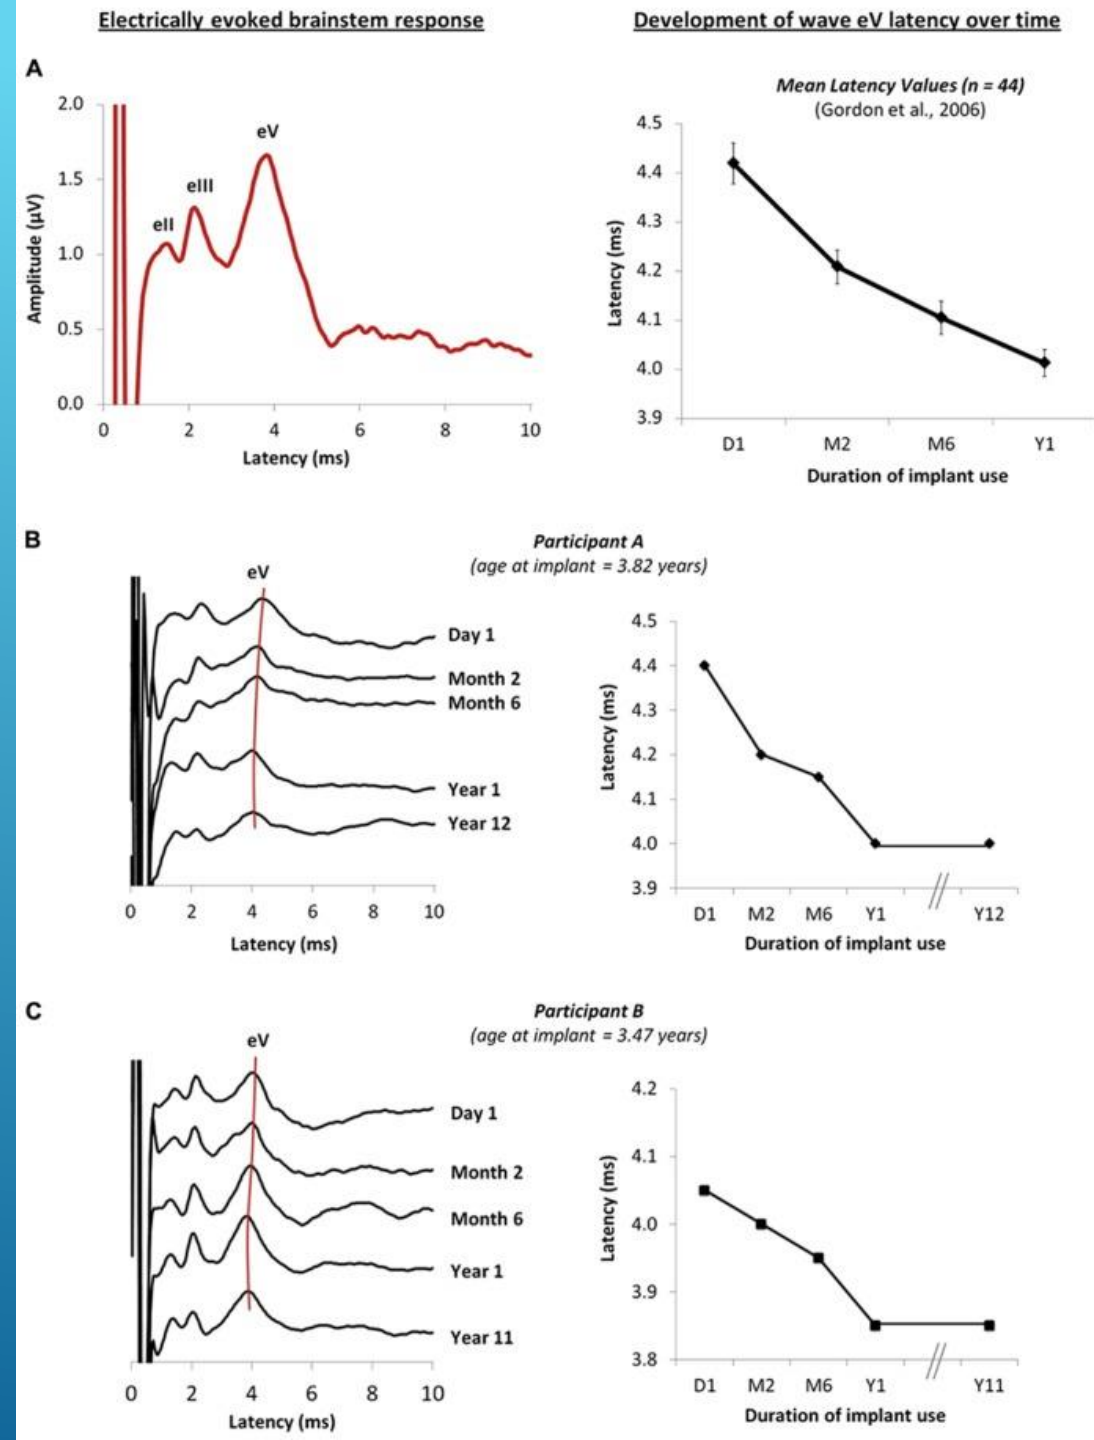 Electrically evoked brainstem response
Development of wave eV latency over time
A
2.0
1.5
1.0
0.5
0.0
Amplitude (µV)
eII
eIII
eV
0 2 4 6 8 10
Latency (ms)
Mean Latency Values (n = 44)
(Gordon et al., 2006)
4.5
4.4
4.3
4.2
4.1
4.0
3.9
Latency (ms)
D1 M2 M6 Y1
Duration of implant use
B
Participant A
(age at implant = 3.82 years)
eV
Day 1
Month 2
Month 6
Year 1
Year 12
0 2 4 6 8 10
Latency (ms)
4.5
4.4
4.3
4.2
4.1
4.0
3.9
Latency (ms)
D1 M2 M6 Y1 Y12
Duration of implant use
C
Participant B
(age at implant = 3.47 years)
eV
Day 1
Month 2
Month 6
Year 1
Year 11
0 2 4 6 8 10
Latency (ms)
4.2
4.1
4.0
3.9
3.8
Latency (ms)
D1 M2 M6 Y1 Y11
Duration of implant use